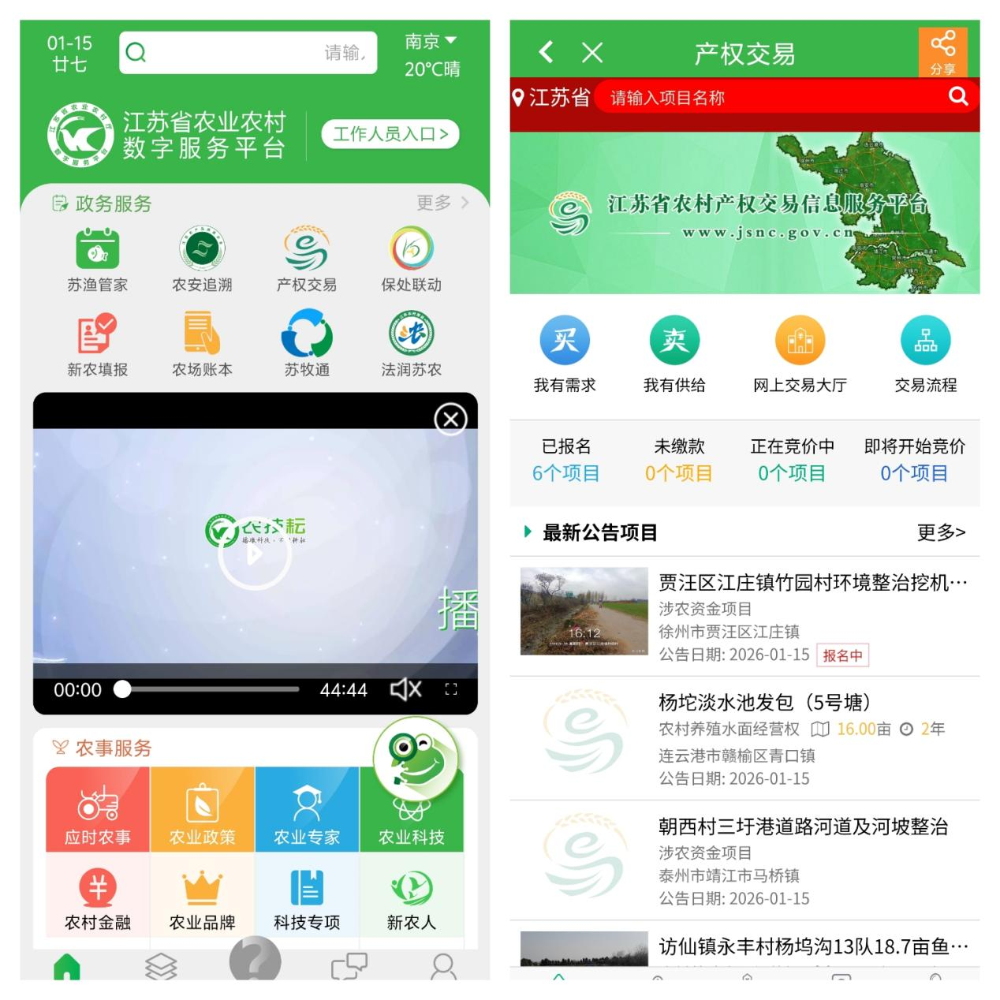 01-15
廿七
请输
南京
20°C晴
江苏省农业农村
数字服务平台
工作人员入口>
政务服务
更多
苏渔管家
农安追溯
产权交易
保处联动
新农填报
农场账本
苏牧通
法润苏农
农技耘
播
00:00
44:44
农事服务
应时农事
农业政策
农业专家
农业科技
农村金融
农业品牌
科技专项
新农人
产权交易
分享
江苏省
请输入项目名称
江苏省农村产权交易信息服务平台
www.jsnc.gov.cn
买
卖
我有需求
我有供给
网上交易大厅
交易流程
已报名
未缴款
正在竞价中
即将开始竞价
6个项目
0个项目
0个项目
0个项目
最新公告项目
更多>
贾汪区江庄镇竹园村环境整治挖机…
涉农资金项目
徐州市贾汪区江庄镇
公告日期: 2026-01-15 报名中
16:12
杨坨淡水池发包（5号塘）
农村养殖水面经营权 16.00亩 2年
连云港市赣榆区青口镇
公告日期: 2026-01-15
朝西村三圩港道路河道及河坡整治
涉农资金项目
泰州市靖江市马桥镇
公告日期: 2026-01-15
访仙镇永丰村杨坞沟13队18.7亩鱼…